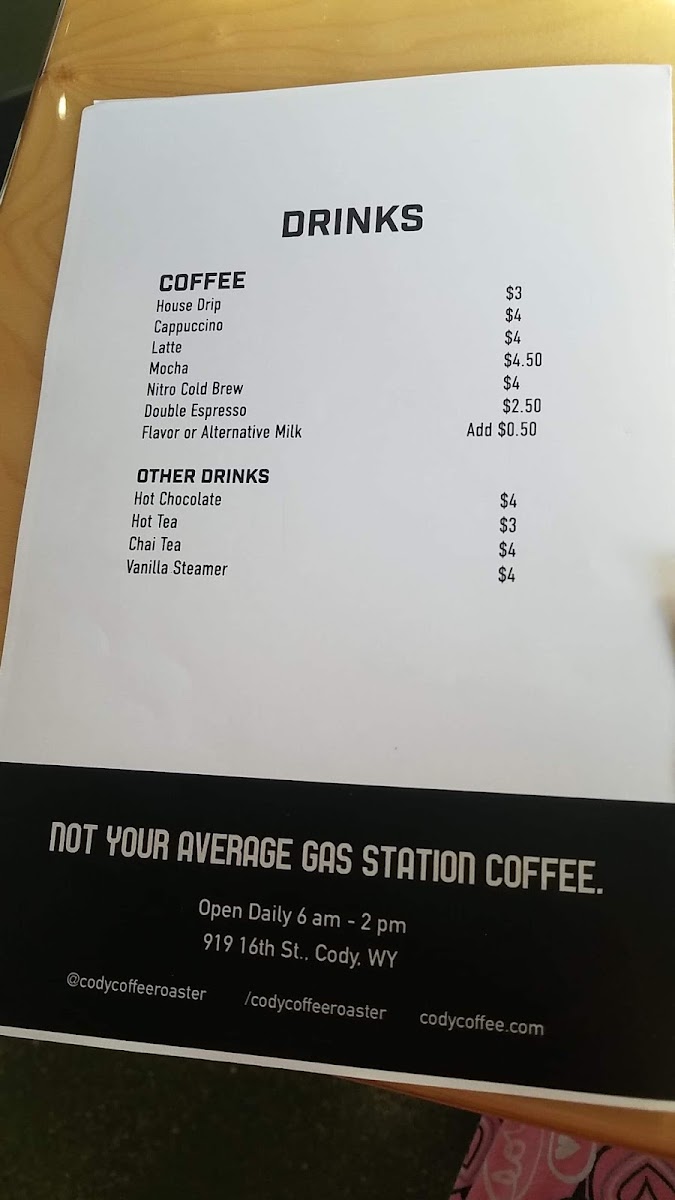 DRINKS
COFFEE
House Drip $3
Cappuccino $4
Latte $4
Mocha $4.50
Nitro Cold Brew $4
Double Espresso $2.50
Flavor or Alternative Milk Add $0.50
OTHER DRINKS
Hot Chocolate $4
Hot Tea $3
Chai Tea $4
Vanilla Steamer $4
NOT YOUR AVERAGE GAS STATION COFFEE.
Open Daily 6 am - 2 pm
919 16th St., Cody, WY
@codycoffeeroaster /codycoffeeroaster codycoffee.com